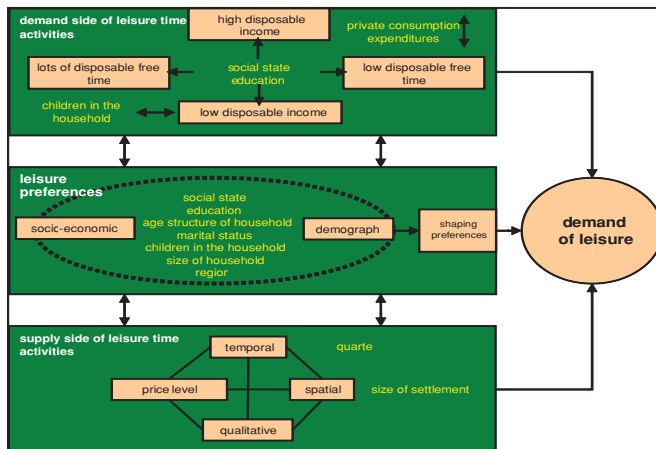 demand side of leisure time
activities
high disposable
income
private consumption
expenditures
lots of disposable free
time
social state
education
low disposable free
time
children in the
household
low disposable income
leisure
preferences
social state
education
age structure of household
marital status
children in the household
size of household
regior
socic-economic
demograph
shaping
preferences
demand
of leisure
supply side of leisure time
activities
temporal
quarte
price level
spatial
size of settlement
qualitative